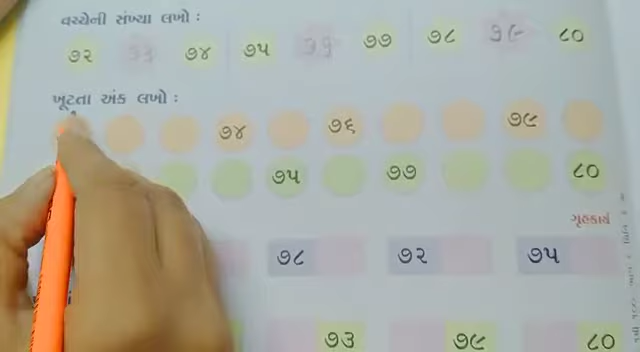 વચ્ચેની સંખ્યા લખો :
૭૨ ૭૩ ૭૪ ૭૫ ૭૬ ૭૭ ૭૮ ૭૯ ૮૦
ખૂટતા અંક લખો :
૭૪ ૭૬ ૭૯
૭૫ ૭૭ ૮૦
ગૃહકાર્ય
૭૮ ૭૨ ૭૫
૭૩ ૭૯ ૮૦